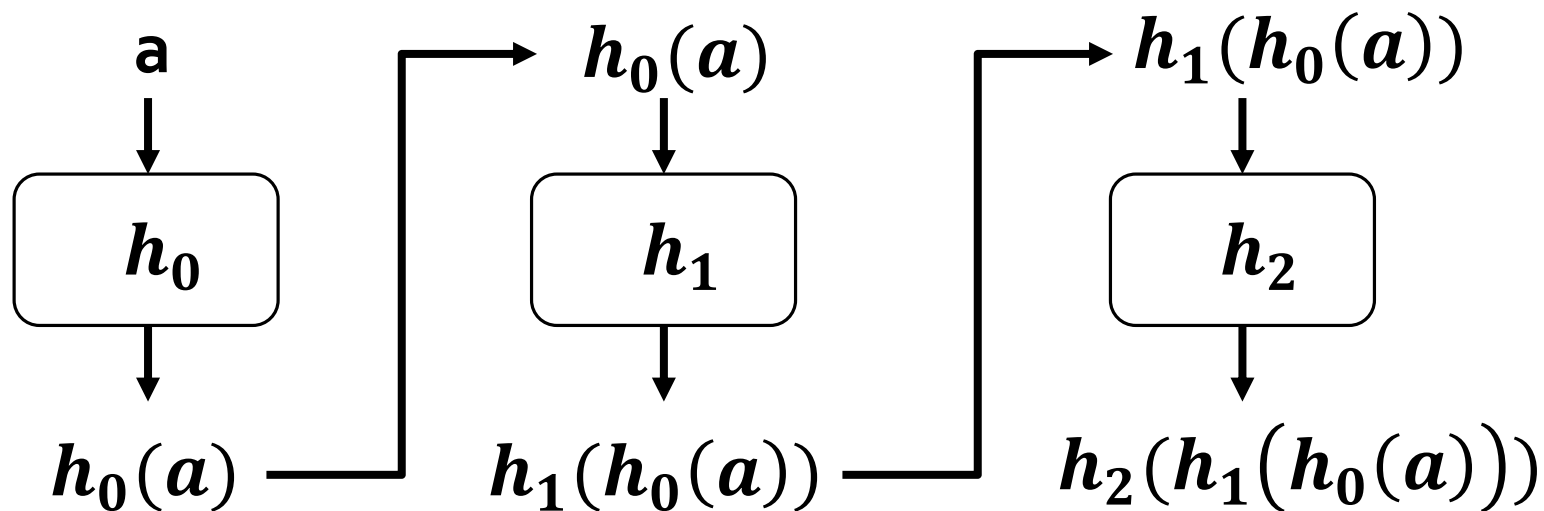 a
h₀(a)
h₁(h₀(a))
h₀
h₁
h₂
h₀(a)
h₁(h₀(a))
h₂(h₁(h₀(a)))